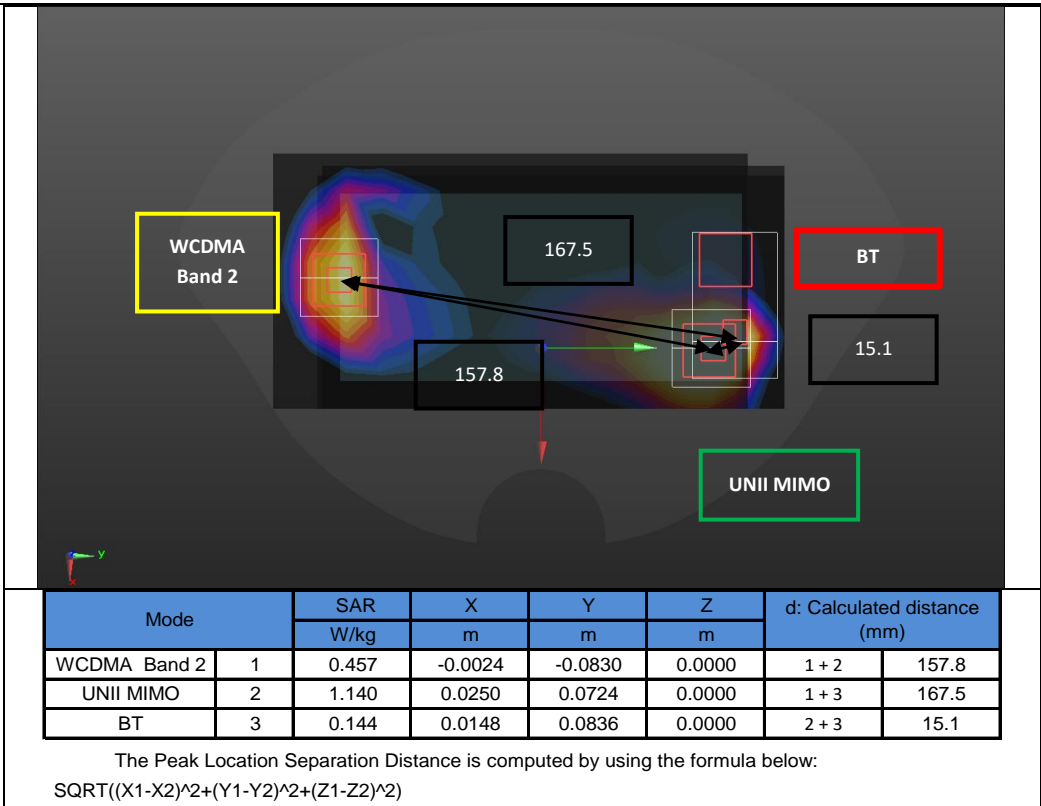 WCDMA
Band 2
167.5
BT
15.1
157.8
UNII MIMO
y
x
Mode SAR X Y Z d: Calculated distance
(mm)
W/kg m m m
WCDMA Band 2 1 0.457 -0.0024 -0.0830 0.0000 1 + 2 157.8
UNII MIMO 2 1.140 0.0250 0.0724 0.0000 1 + 3 167.5
BT 3 0.144 0.0148 0.0836 0.0000 2 + 3 15.1
The Peak Location Separation Distance is computed by using the formula below:
SQRT((X1-X2)^2+(Y1-Y2)^2+(Z1-Z2)^2)